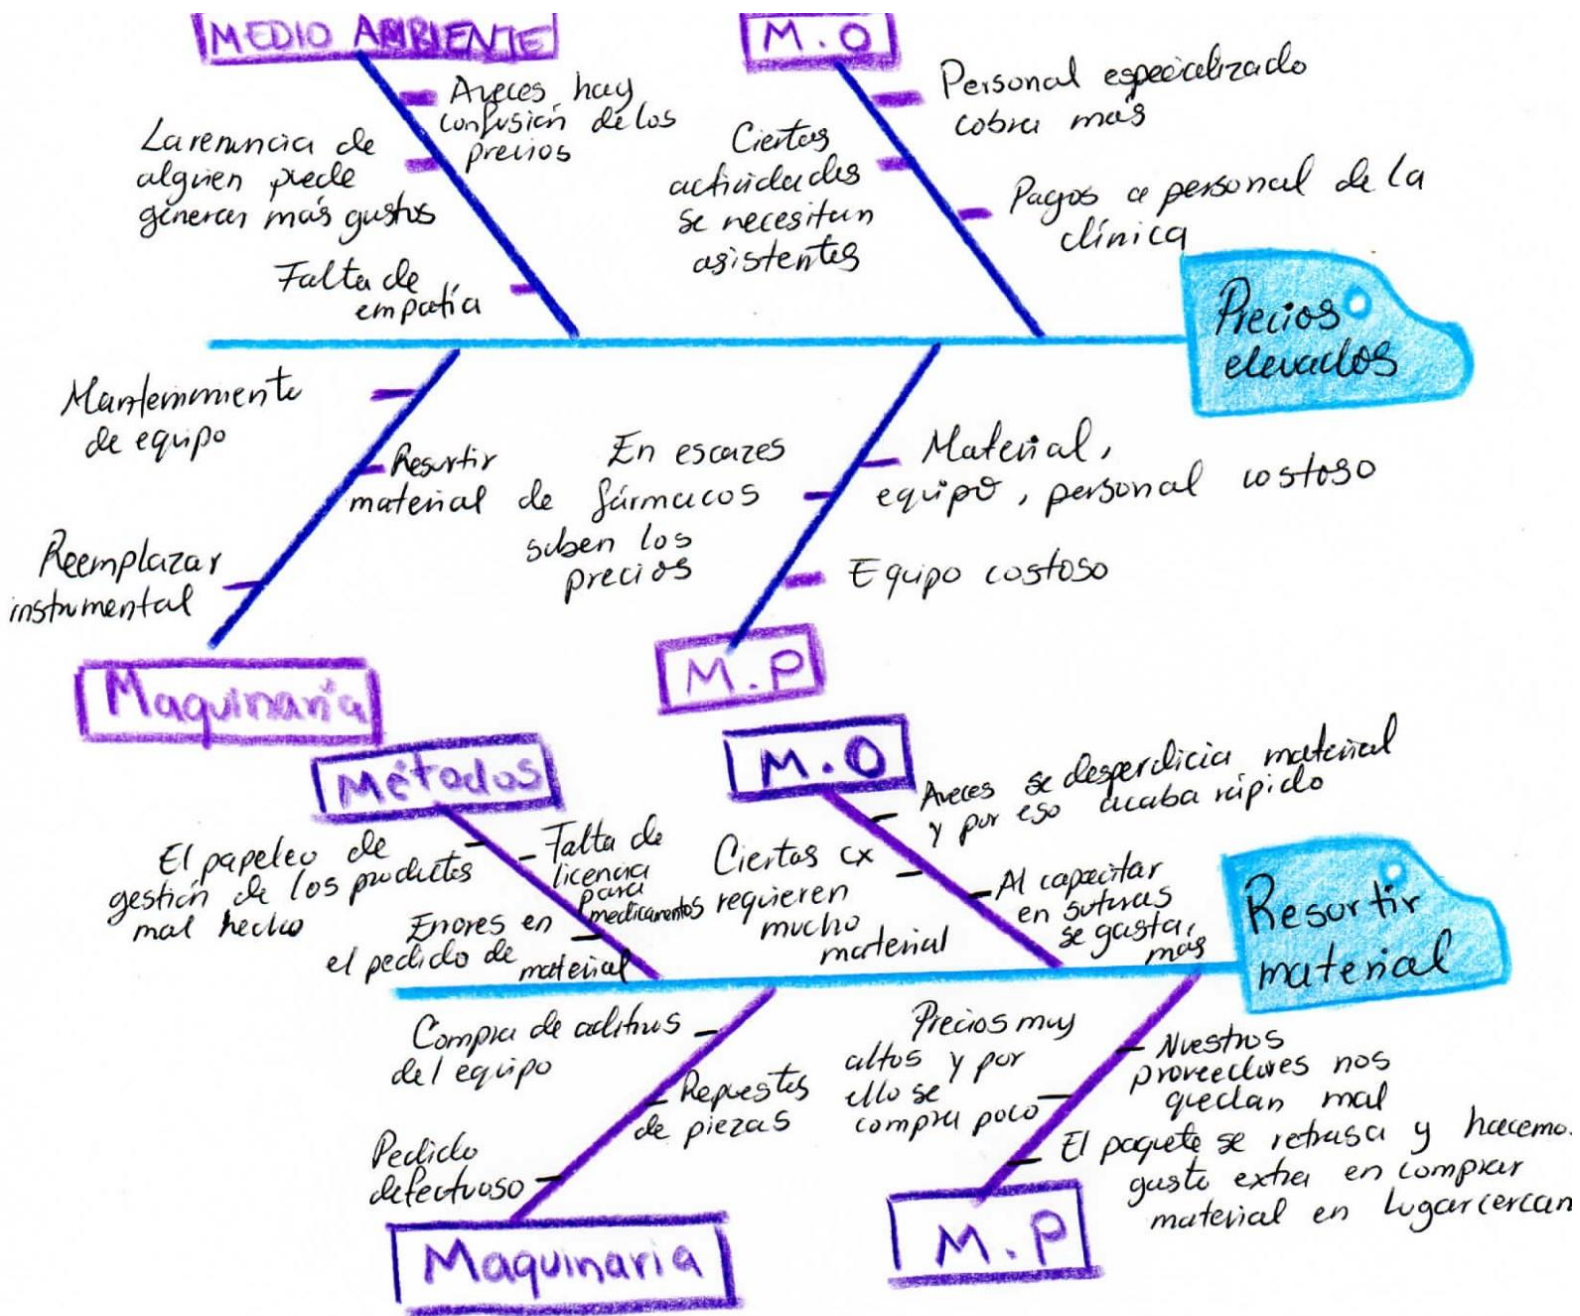 MEDIO AMBIENTE
Aveces hay
confusión de los
precios
La renuncia de
alguien puede
generar más gastos
Falta de
empatía
M.O
Personal especializado
cobra más
Ciertas
actividades
se necesitan
asistentes
Pagos a personal de la
clínica
Precios
elevados
Mantenimiento
de equipo
Resurtir
material
Reemplazar
instrumental
Maquinaria
En escazes
de fármacos
suben los
precios
Material,
equipo, personal costoso
Equipo costoso
M.P
Métodos
El papeleo de
gestión de los productos
mal hecho
Falta de
licencia
para
medicamentos
Errores en
el pedido de
material
M.O
Aveces se desperdicia material
y por eso acaba rápido
Ciertas cx
requieren
mucho
material
Al capacitar
en suturas
se gasta
más
Resurtir
material
Compra de aditivos
del equipo
Repuestos
de piezas
Pedido
defectuoso
Maquinaria
Precios muy
altos y por
ello se
compra poco
Nuestros
proveedores nos
quedan mal
El paquete se retrasa y hacemos
gasto extra en comprar
material en lugar cercan
M.P